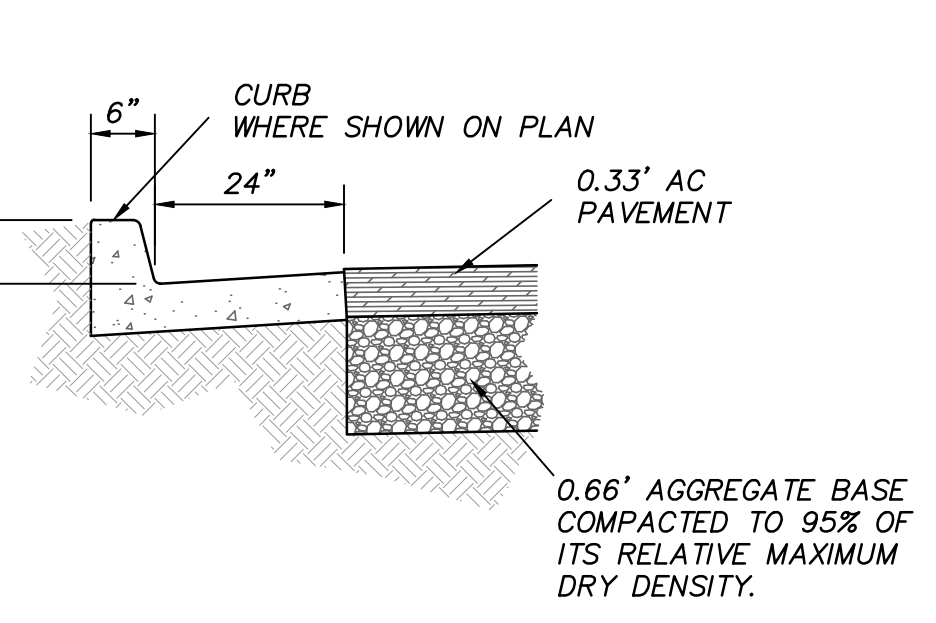 6”
CURB
WHERE SHOWN ON PLAN
24”
0.33’ AC
PAVEMENT
0.66’ AGGREGATE BASE
COMPACTED TO 95% OF
ITS RELATIVE MAXIMUM
DRY DENSITY.